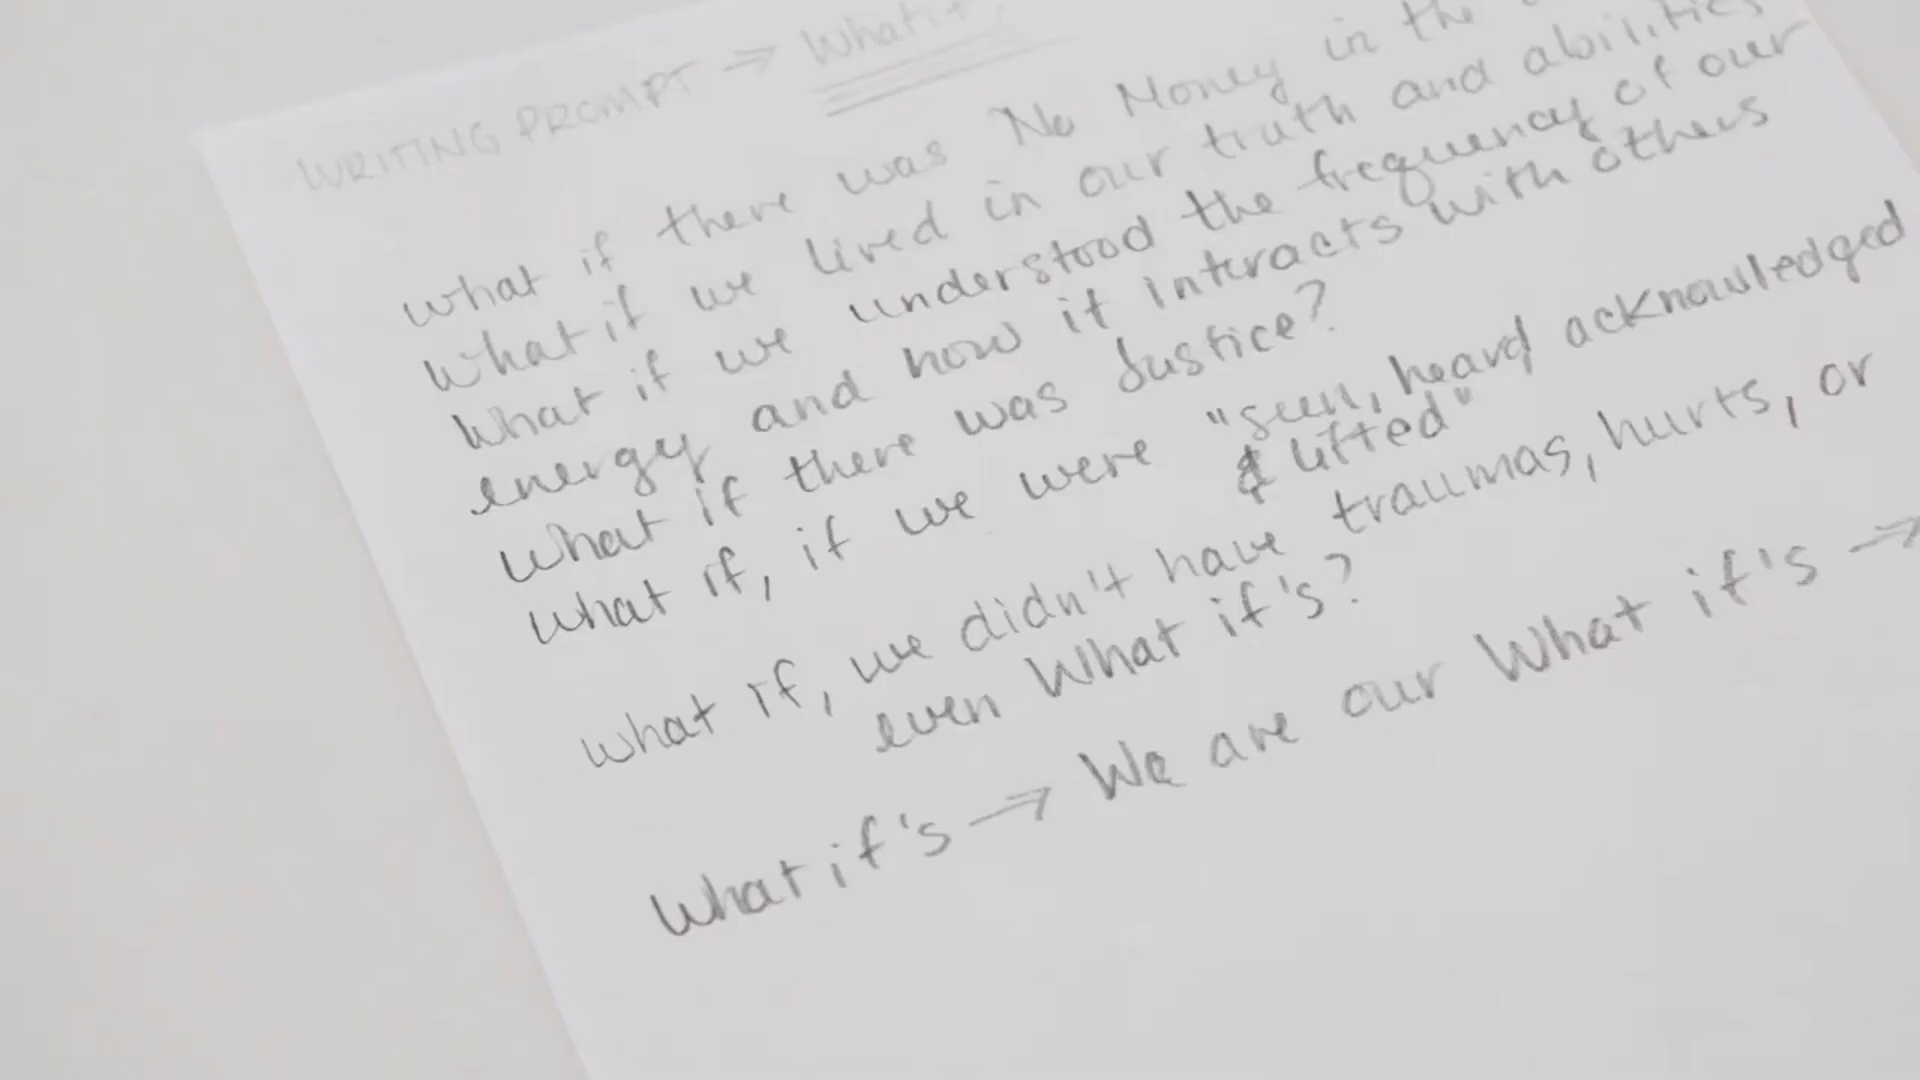 WRITING PROMPT → What if
What if there was No Money in the
What if we lived in our truth and abilities
What if we understood the frequency of our
energy and how it interacts with others
What if there was Justice?
What if, if we were "seen, heard acknowledged
& lifted"
What if, we didn't have traumas, hurts, or
even What if's?
What if's → We are our What if's →